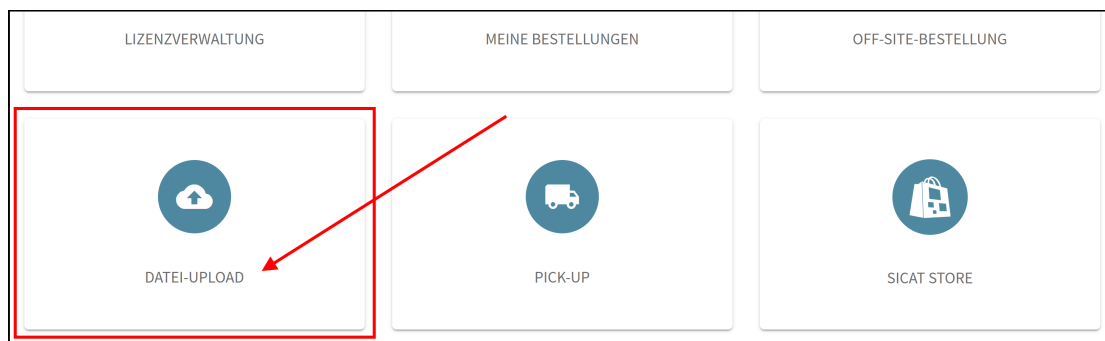 LIZENZVERWALTUNG
MEINE BESTELLUNGEN
OFF-SITE-BESTELLUNG
DATEI-UPLOAD
PICK-UP
SICAT STORE